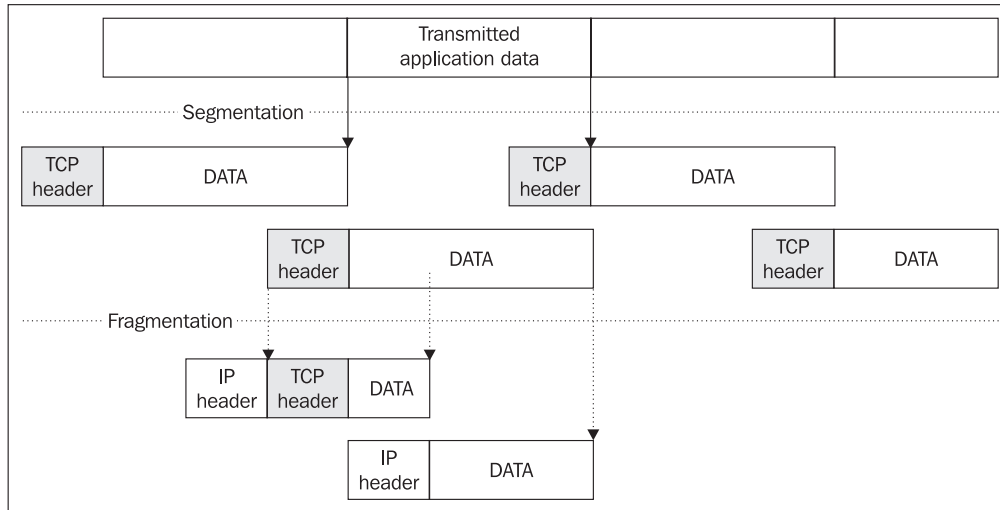 Transmitted
application data
Segmentation
TCP
header
DATA
TCP
header
DATA
TCP
header
DATA
TCP
header
DATA
Fragmentation
IP
header
TCP
header
DATA
IP
header
DATA